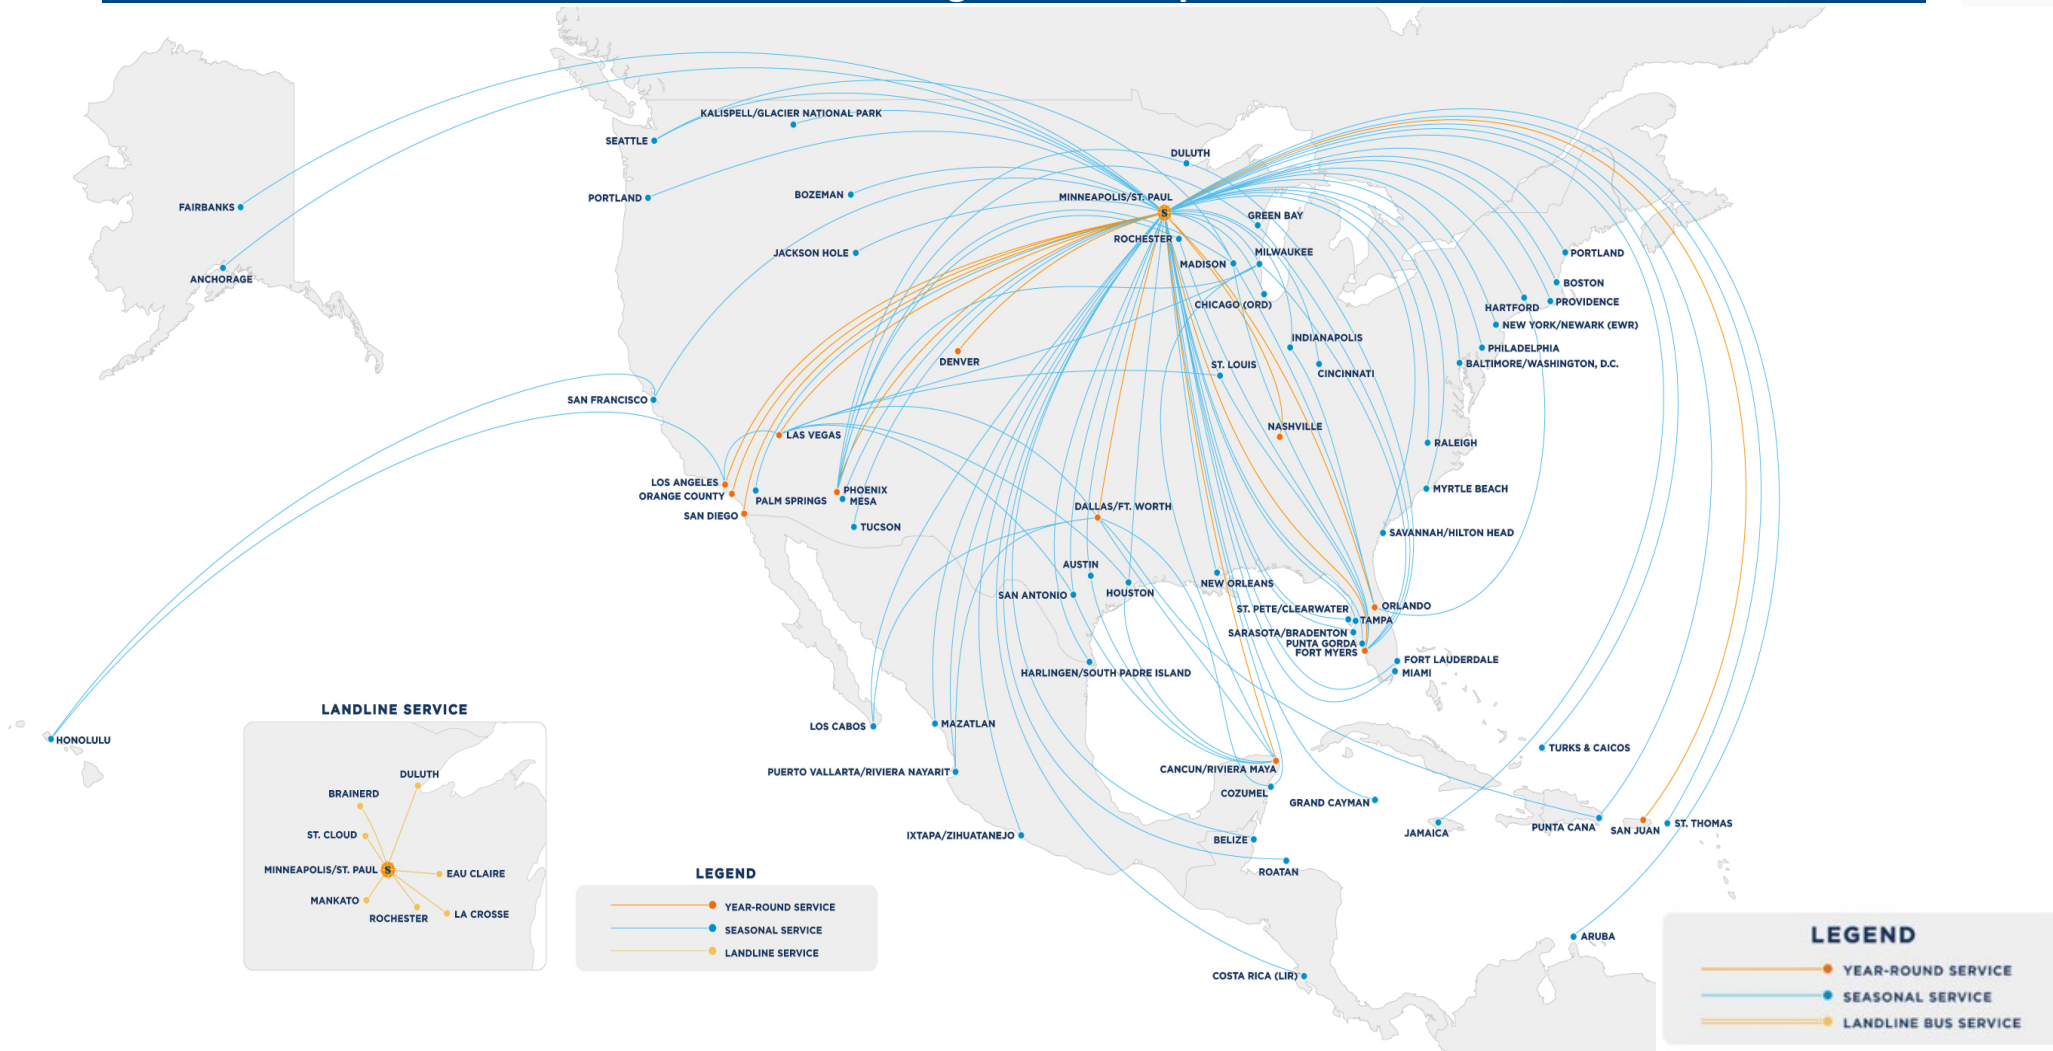 KALISPELL/GLACIER NATIONAL PARK
SEATTLE
DULUTH
PORTLAND
BOZEMAN
MINNEAPOLIS/ST. PAUL
S
FAIRBANKS
GREEN BAY
ROCHESTER
JACKSON HOLE
MILWAUKEE
PORTLAND
MADISON
ANCHORAGE
BOSTON
CHICAGO (ORD)
HARTFORD
PROVIDENCE
NEW YORK/NEWARK (EWR)
INDIANAPOLIS
PHILADELPHIA
DENVER
ST. LOUIS
BALTIMORE/WASHINGTON, D.C.
CINCINNATI
SAN FRANCISCO
LAS VEGAS
NASHVILLE
RALEIGH
LOS ANGELES
ORANGE COUNTY
PALM SPRINGS
PHOENIX
MESA
MYRTLE BEACH
SAN DIEGO
DALLAS/FT. WORTH
TUCSON
SAVANNAH/HILTON HEAD
AUSTIN
NEW ORLEANS
SAN ANTONIO
HOUSTON
ORLANDO
ST. PETE/CLEARWATER
TAMPA
SARASOTA/BRADENTON
PUNTA GORDA
FORT MYERS
FORT LAUDERDALE
MIAMI
HARLINGEN/SOUTH PADRE ISLAND
LOS CABOS
MAZATLAN
HONOLULU
TURKS & CAICOS
PUERTO VALLARTA/RIVIERA NAYARIT
CANCUN/RIVIERA MAYA
COZUMEL
GRAND CAYMAN
JAMAICA
PUNTA CANA
SAN JUAN
ST. THOMAS
IXTAPA/ZIHUATANEJO
BELIZE
ROATAN
ARUBA
COSTA RICA (LIR)
LANDLINE SERVICE
DULUTH
BRAINERD
ST. CLOUD
MINNEAPOLIS/ST. PAUL
S
EAU CLAIRE
MANKATO
ROCHESTER
LA CROSSE
LEGEND
YEAR-ROUND SERVICE
SEASONAL SERVICE
LANDLINE SERVICE
LEGEND
YEAR-ROUND SERVICE
SEASONAL SERVICE
LANDLINE BUS SERVICE